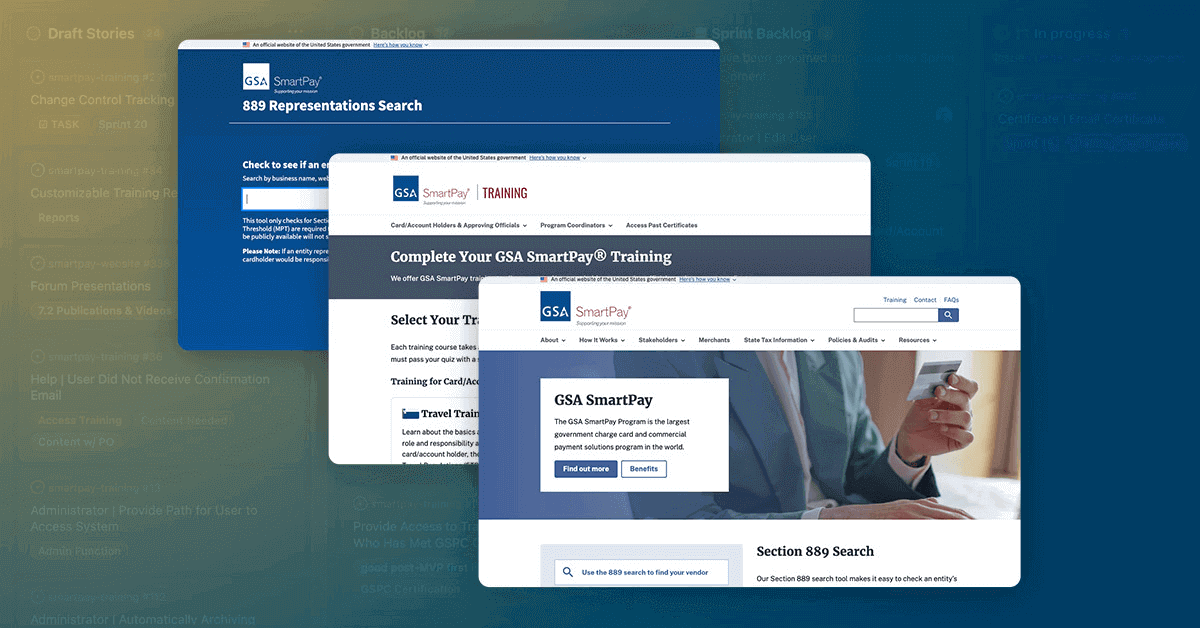 Draft Stories 24
Backlog
Sprint Backlog
In progress
smartpay-training #211
Change Control Tracking
TASK
Sprint 20
smartpay-training #84
Customizable Training Re
Reports
smartpay-website #338
Forum Presentations
7.2 Publications & Videos
smartpay-training #36
Help | User Did Not Receive Confirmation
Email
Access Training
Content Needed
Content w/ PO
Administrator | Provide Path for User to
Access System
Admin Function
smartpay-training #112
Administrator | Automatically Archiving
Provide Access to Tra
Who Has Met GSPC
good post-MVP first
GSPC Certification
Certificate | Email Certificate
An official website of the United States government Here's how you know
GSA SmartPay®
Supporting your mission
889 Representations Search
Check to see if an en
Search by business name, web
This tool only checks for Secti
Threshold (MPT) are required
be publicly available will not s
Please Note: If an entity repre
cardholder would be responsi
An official website of the United States government Here's how you know
GSA SmartPay® TRAINING
Supporting your mission
Card/Account Holders & Approving Officials Program Coordinators Access Past Certificates
Complete Your GSA SmartPay® Training
We offer GSA SmartPay train
Select Your Tra
Each training course takes
must pass your quiz with a
Training for Card/Acc
Travel Train
Learn about the basics a
role and responsibility a
card/account holder, the
An official website of the United States government Here's how you know
GSA SmartPay®
Supporting your mission
Training Contact FAQs
About How It Works Stakeholders Merchants State Tax Information Policies & Audits Resources
GSA SmartPay
The GSA SmartPay Program is the largest
government charge card and commercial
payment solutions program in the world.
Find out more Benefits
Use the 889 search to find your vendor
Section 889 Search
Our Section 889 search tool makes it easy to check an entity's